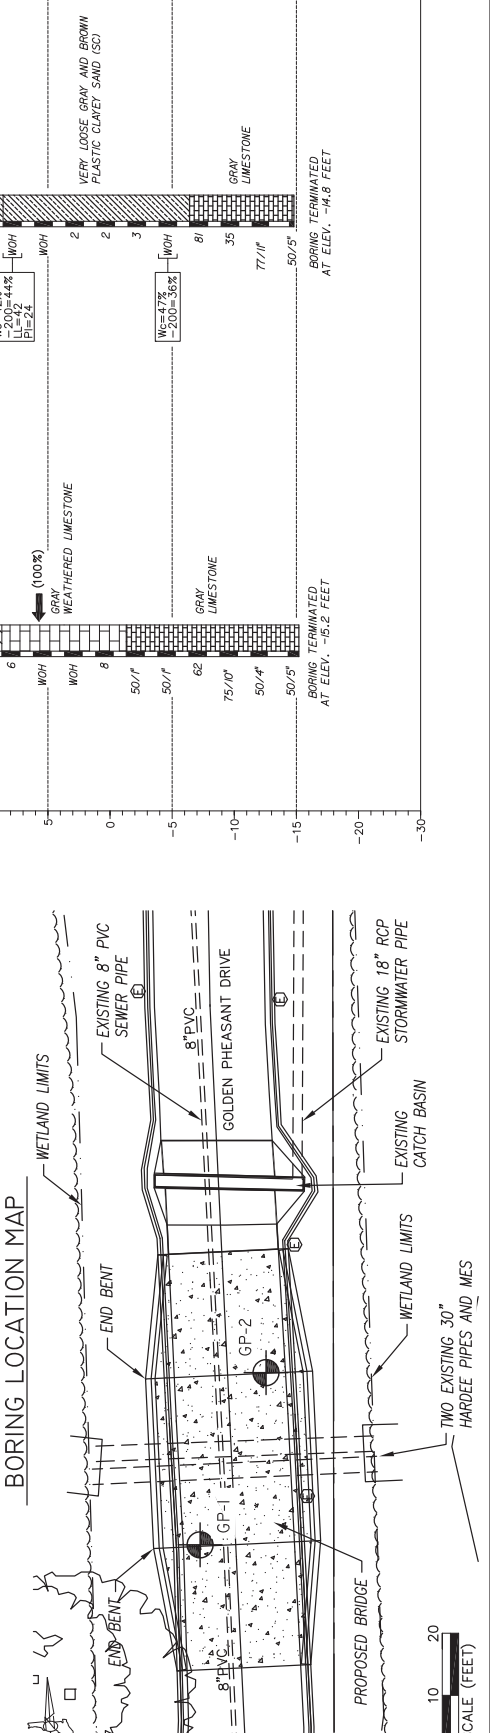 BORING LOCATION MAP
WETLAND LIMITS
EXISTING 8" PVC
SEWER PIPE
END BENT
8"PVC
GOLDEN PHEASANT DRIVE
E
E
E
E
EXISTING 18" RCP
STORMWATER PIPE
EXISTING
CATCH BASIN
WETLAND LIMITS
GP-2
GP-1
END BENT
8"PVC
PROPOSED BRIDGE
TWO EXISTING 30"
HARDEE PIPES AND MES
10
20
CALE (FEET)
5
0
-5
-10
-15
-20
-30
6
WOH
WOH
8
50/1"
50/1"
62
75/10"
50/4"
50/5"
(100%)
GRAY
WEATHERED LIMESTONE
GRAY
LIMESTONE
BORING TERMINATED
AT ELEV. -15.2 FEET
-200=44%
LL=42
PI=24
Wc=47%
-200=36%
WOH
WOH
2
2
3
WOH
81
35
77/11"
50/5"
VERY LOOSE GRAY AND BROWN
PLASTIC CLAYEY SAND (SC)
GRAY
LIMESTONE
BORING TERMINATED
AT ELEV. -14.8 FEET